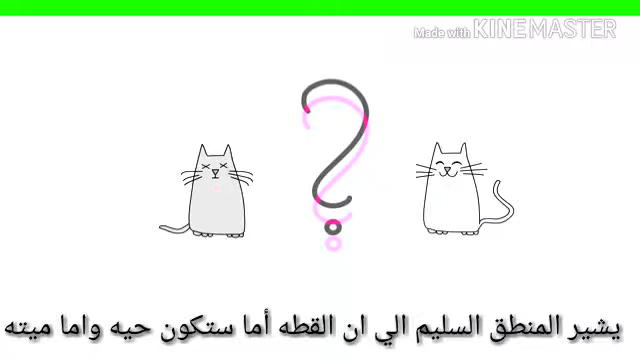 Made with KINEMASTER
يشير المنطق السليم الي ان القطه أما ستكون حيه واما ميته